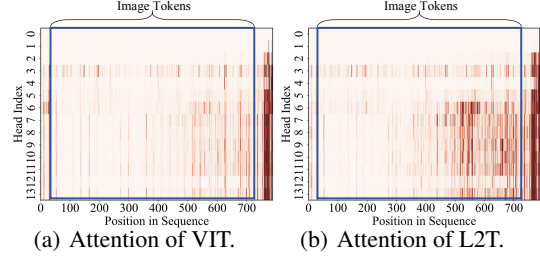 Image Tokens
Image Tokens
Head Index
0
1
2
3
4
5
6
7
8
9
10
11
12
13
0 100 200 300 400 500 600 700
Position in Sequence
Head Index
0
1
2
3
4
5
6
7
8
9
10
11
12
13
0 100 200 300 400 500 600 700
Position in Sequence
(a) Attention of VIT.
(b) Attention of L2T.